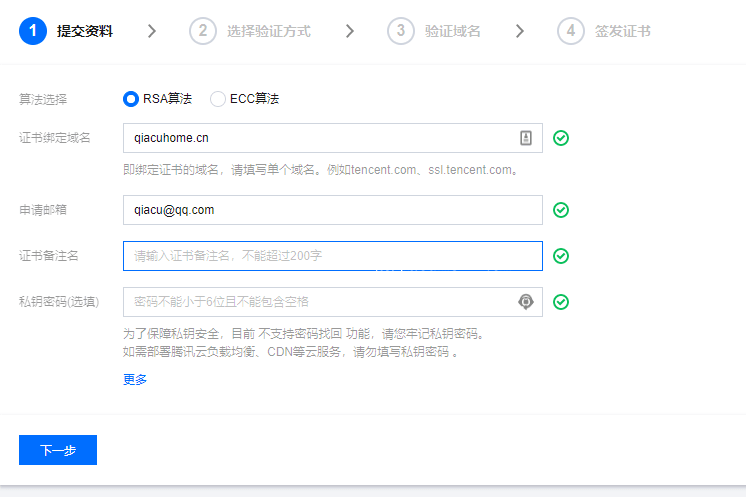 1 提交资料 2 选择验证方式 3 验证域名 4 签发证书
算法选择 RSA算法 ECC算法
证书绑定域名 qiacuhome.cn
即绑定证书的域名，请填写单个域名。例如tencent.com、ssl.tencent.com。
申请邮箱 qiacu@qq.com
证书备注名 请输入证书备注名，不能超过200字
私钥密码(选填) 密码不能小于6位且不能包含空格
为了保障私钥安全，目前 不支持密码找回 功能，请您牢记私钥密码。
如需部署腾讯云负载均衡、CDN等云服务，请勿填写私钥密码 。
更多
下一步